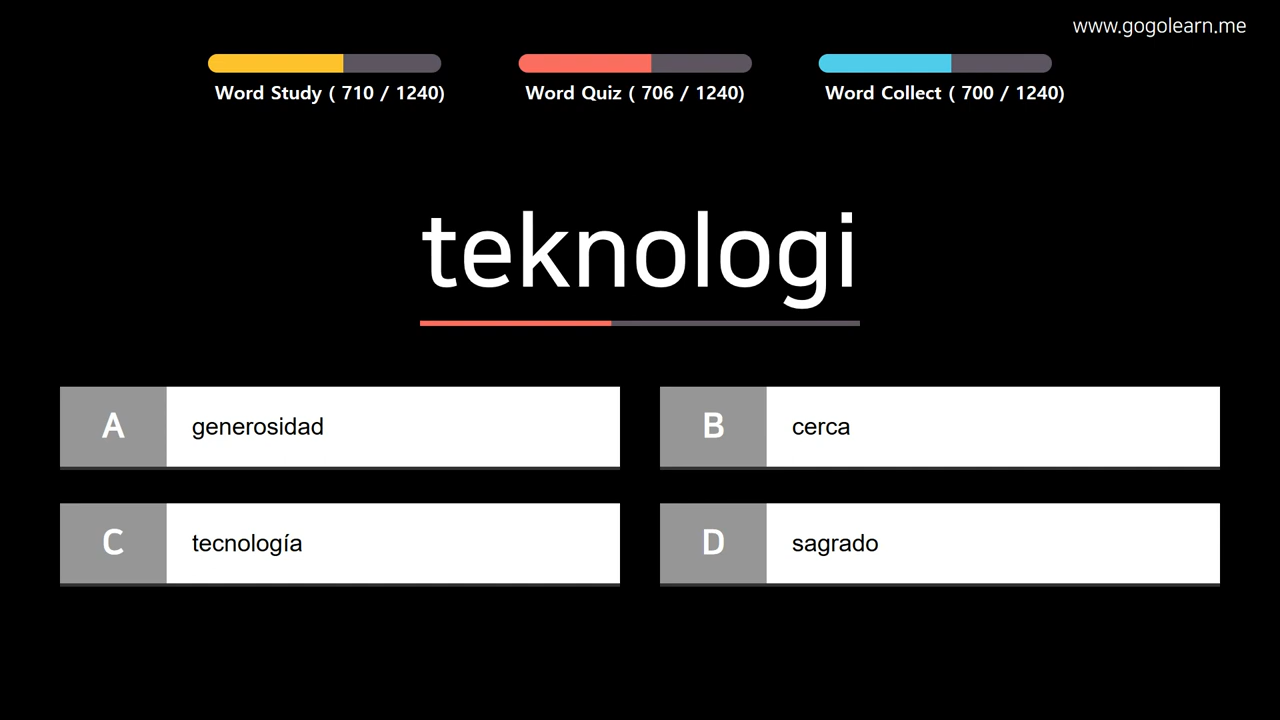 www.gogolearn.me
Word Study ( 710 / 1240)
Word Quiz ( 706 / 1240)
Word Collect ( 700 / 1240)
teknologi
A generosidad
B cerca
C tecnología
D sagrado